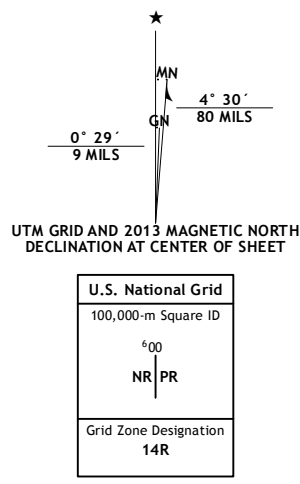 ★
MN
4° 30´
80 MILS
GN
0° 29´
9 MILS
UTM GRID AND 2013 MAGNETIC NORTH
DECLINATION AT CENTER OF SHEET
U.S. National Grid
100,000-m Square ID
⁶00
NR PR
Grid Zone Designation
14R